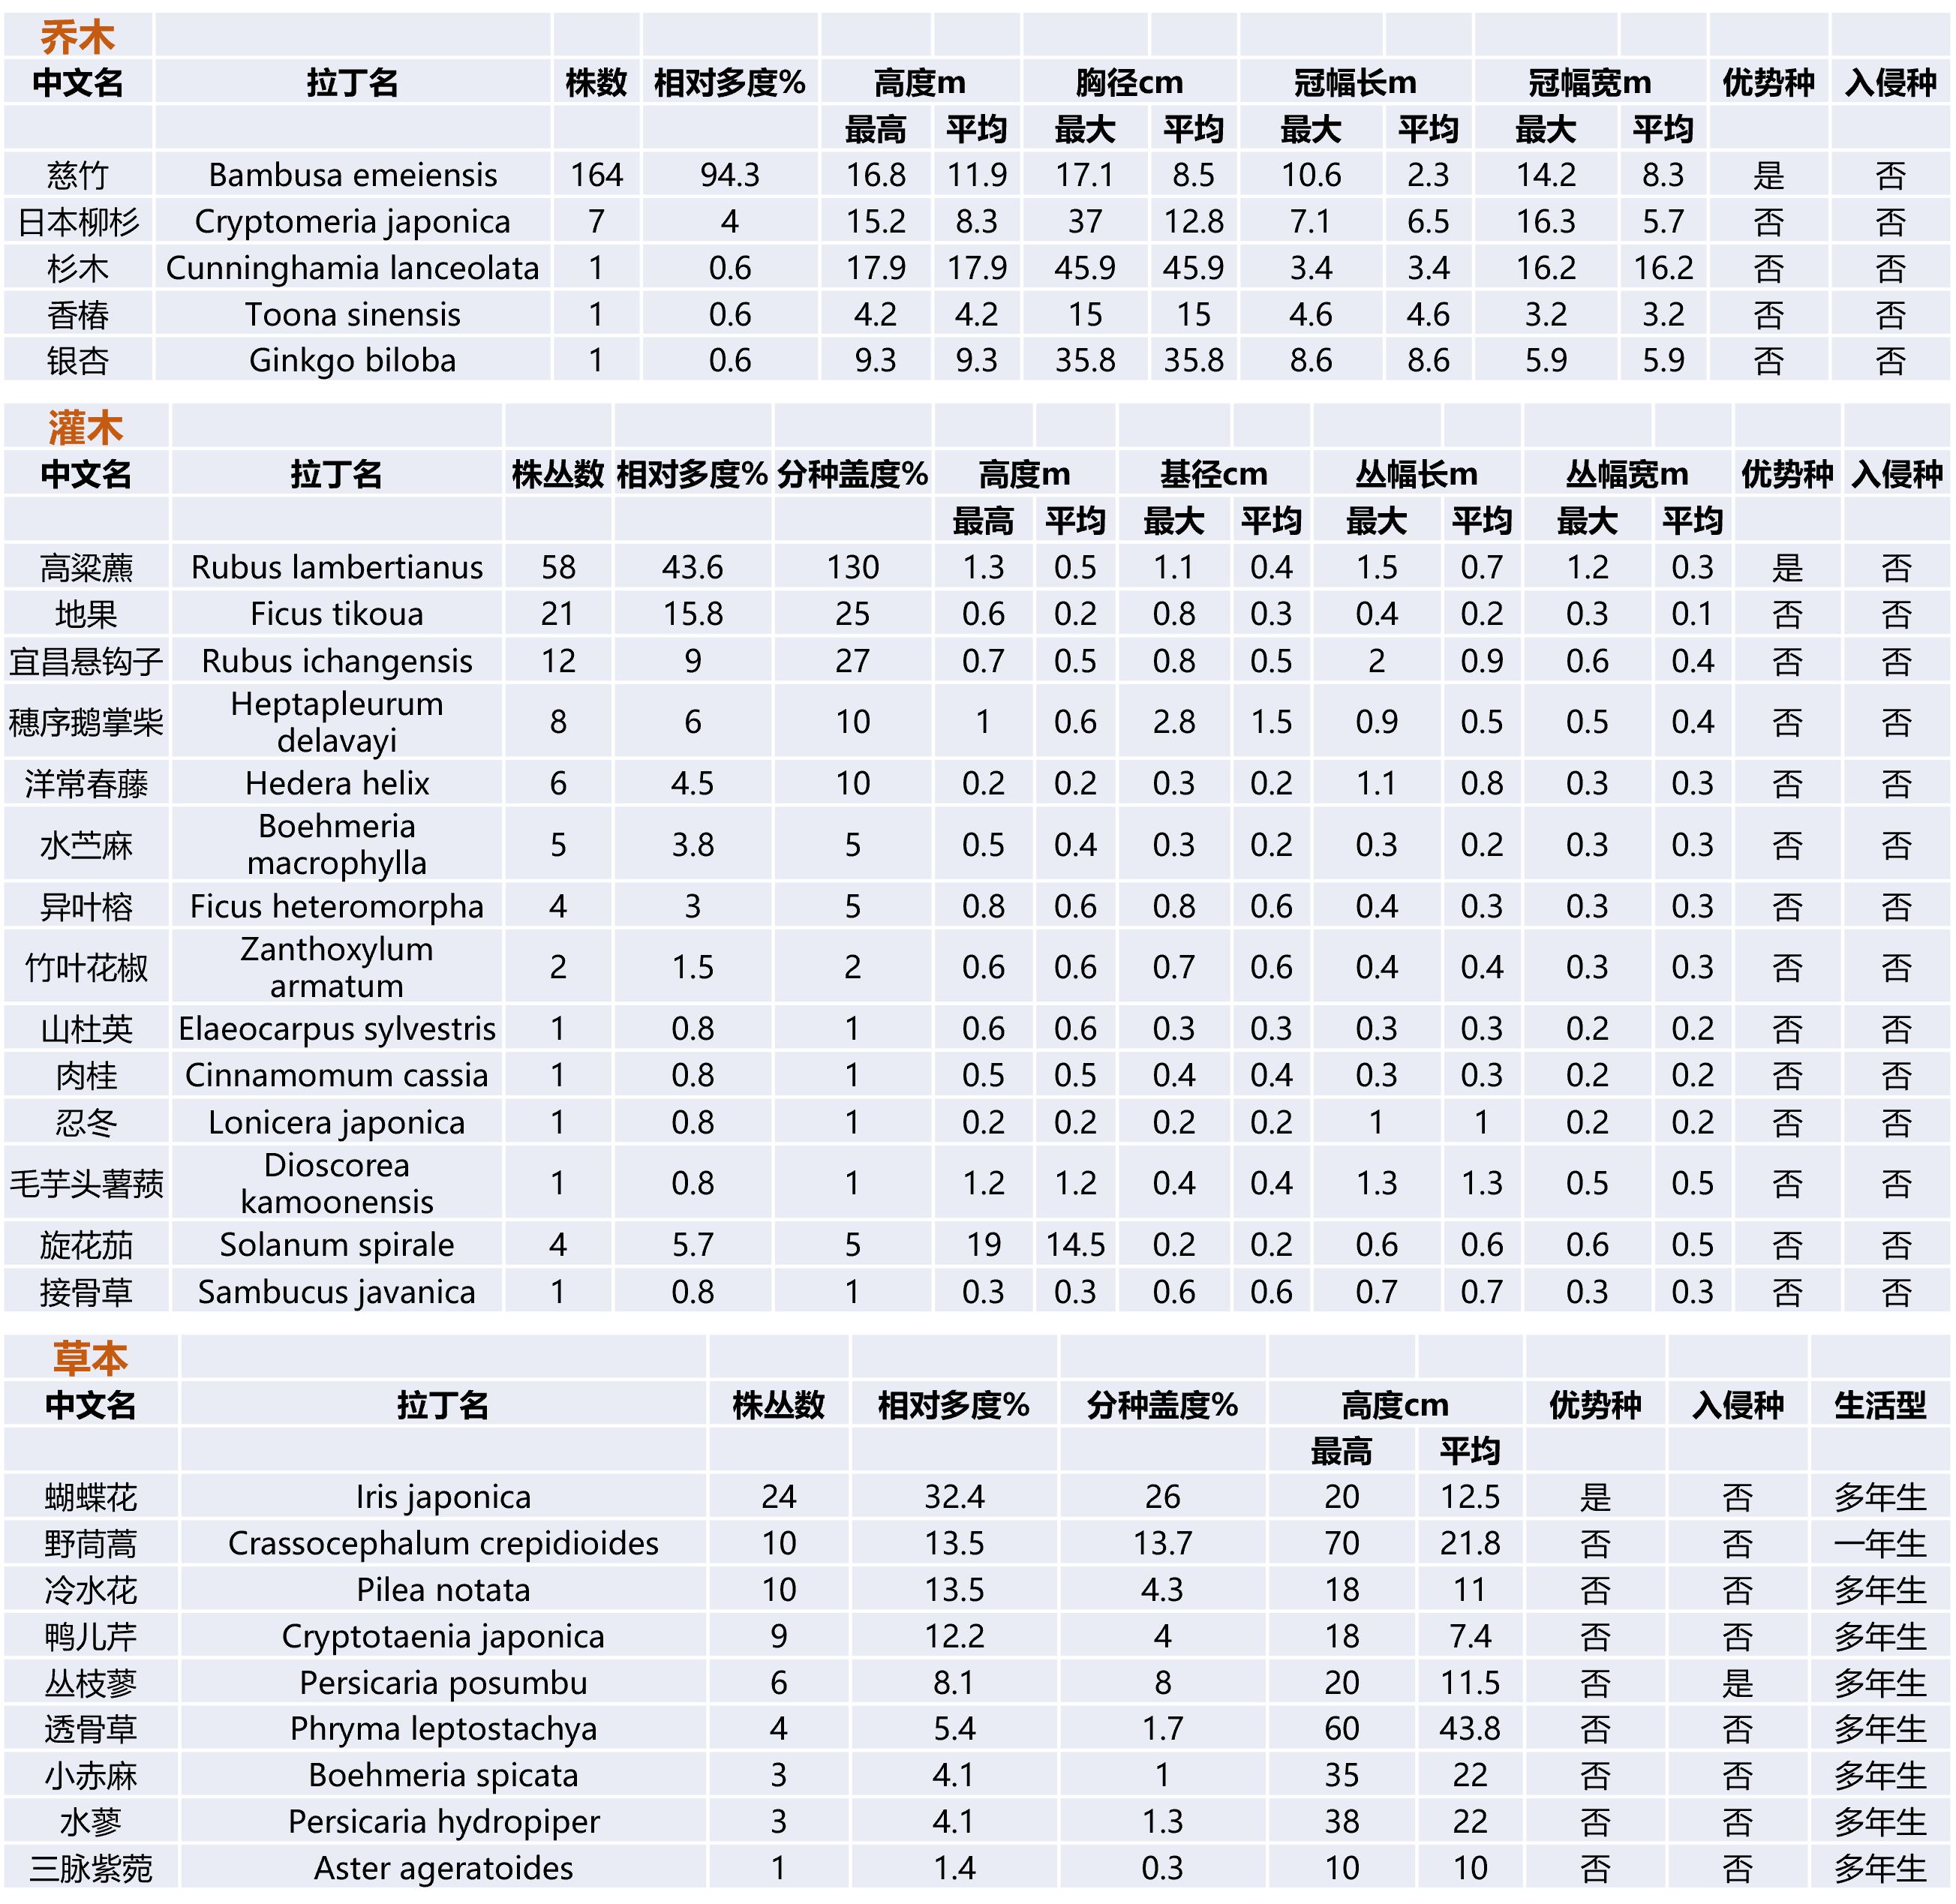 乔木
中文名 拉丁名 株数 相对多度% 高度m 胸径cm 冠幅长m 冠幅宽m 优势种 入侵种
最高 平均 最大 平均 最大 平均 最大 平均
慈竹 Bambusa emeiensis 164 94.3 16.8 11.9 17.1 8.5 10.6 2.3 14.2 8.3 是 否
日本柳杉 Cryptomeria japonica 7 4 15.2 8.3 37 12.8 7.1 6.5 16.3 5.7 否 否
杉木 Cunninghamia lanceolata 1 0.6 17.9 17.9 45.9 45.9 3.4 3.4 16.2 16.2 否 否
香椿 Toona sinensis 1 0.6 4.2 4.2 15 15 4.6 4.6 3.2 3.2 否 否
银杏 Ginkgo biloba 1 0.6 9.3 9.3 35.8 35.8 8.6 8.6 5.9 5.9 否 否
灌木
中文名 拉丁名 株丛数 相对多度% 分种盖度% 高度m 基径cm 丛幅长m 丛幅宽m 优势种 入侵种
最高 平均 最大 平均 最大 平均 最大 平均
高粱藨 Rubus lambertianus 58 43.6 130 1.3 0.5 1.1 0.4 1.5 0.7 1.2 0.3 是 否
地果 Ficus tikoua 21 15.8 25 0.6 0.2 0.8 0.3 0.4 0.2 0.3 0.1 否 否
宜昌悬钩子 Rubus ichangensis 12 9 27 0.7 0.5 0.8 0.5 2 0.9 0.6 0.4 否 否
穗序鹅掌柴 Heptapleurum
delavayi 8 6 10 1 0.6 2.8 1.5 0.9 0.5 0.5 0.4 否 否
洋常春藤 Hedera helix 6 4.5 10 0.2 0.2 0.3 0.2 1.1 0.8 0.3 0.3 否 否
水苎麻 Boehmeria
macrophylla 5 3.8 5 0.5 0.4 0.3 0.2 0.3 0.2 0.3 0.3 否 否
异叶榕 Ficus heteromorpha 4 3 5 0.8 0.6 0.8 0.6 0.4 0.3 0.3 0.3 否 否
竹叶花椒 Zanthoxylum
armatum 2 1.5 2 0.6 0.6 0.7 0.6 0.4 0.4 0.3 0.3 否 否
山杜英 Elaeocarpus sylvestris 1 0.8 1 0.6 0.6 0.3 0.3 0.3 0.3 0.2 0.2 否 否
肉桂 Cinnamomum cassia 1 0.8 1 0.5 0.5 0.4 0.4 0.3 0.3 0.2 0.2 否 否
忍冬 Lonicera japonica 1 0.8 1 0.2 0.2 0.2 0.2 1 1 0.2 0.2 否 否
毛芋头薯蓣 Dioscorea
kamoonensis 1 0.8 1 1.2 1.2 0.4 0.4 1.3 1.3 0.5 0.5 否 否
旋花茄 Solanum spirale 4 5.7 5 19 14.5 0.2 0.2 0.6 0.6 0.6 0.5 否 否
接骨草 Sambucus javanica 1 0.8 1 0.3 0.3 0.6 0.6 0.7 0.7 0.3 0.3 否 否
草本
中文名 拉丁名 株丛数 相对多度% 分种盖度% 高度cm 优势种 入侵种 生活型
最高 平均
蝴蝶花 Iris japonica 24 32.4 26 20 12.5 是 否 多年生
野茼蒿 Crassocephalum crepidioides 10 13.5 13.7 70 21.8 否 否 一年生
冷水花 Pilea notata 10 13.5 4.3 18 11 否 否 多年生
鸭儿芹 Cryptotaenia japonica 9 12.2 4 18 7.4 否 否 多年生
丛枝蓼 Persicaria posumbu 6 8.1 8 20 11.5 否 是 多年生
透骨草 Phryma leptostachya 4 5.4 1.7 60 43.8 否 否 多年生
小赤麻 Boehmeria spicata 3 4.1 1 35 22 否 否 多年生
水蓼 Persicaria hydropiper 3 4.1 1.3 38 22 否 否 多年生
三脉紫菀 Aster ageratoides 1 1.4 0.3 10 10 否 否 多年生